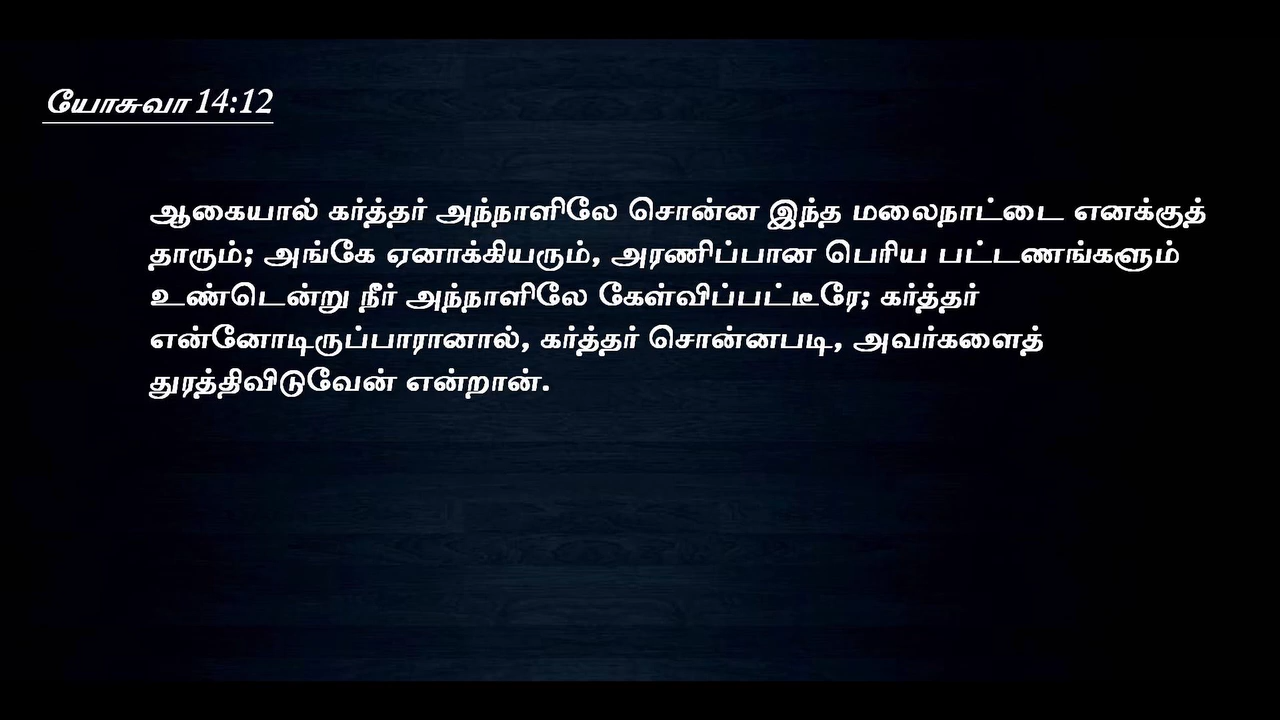 யோசுவா 14:12
ஆகையால் கர்த்தர் அந்நாளிலே சொன்ன இந்த மலைநாட்டை எனக்குத்
தாரும்; அங்கே ஏனாக்கியரும், அரணிப்பான பெரிய பட்டணங்களும்
உண்டென்று நீர் அந்நாளிலே கேள்விப்பட்டீரே; கர்த்தர்
என்னோடிருப்பாரானால், கர்த்தர் சொன்னபடி, அவர்களைத்
துரத்திவிடுவேன் என்றான்.